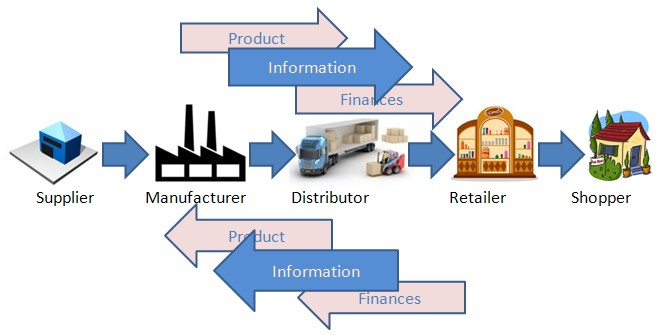 Product
Information
Finances
Supplier
Manufacturer
Distributor
Retailer
Shopper
Product
Information
Finances